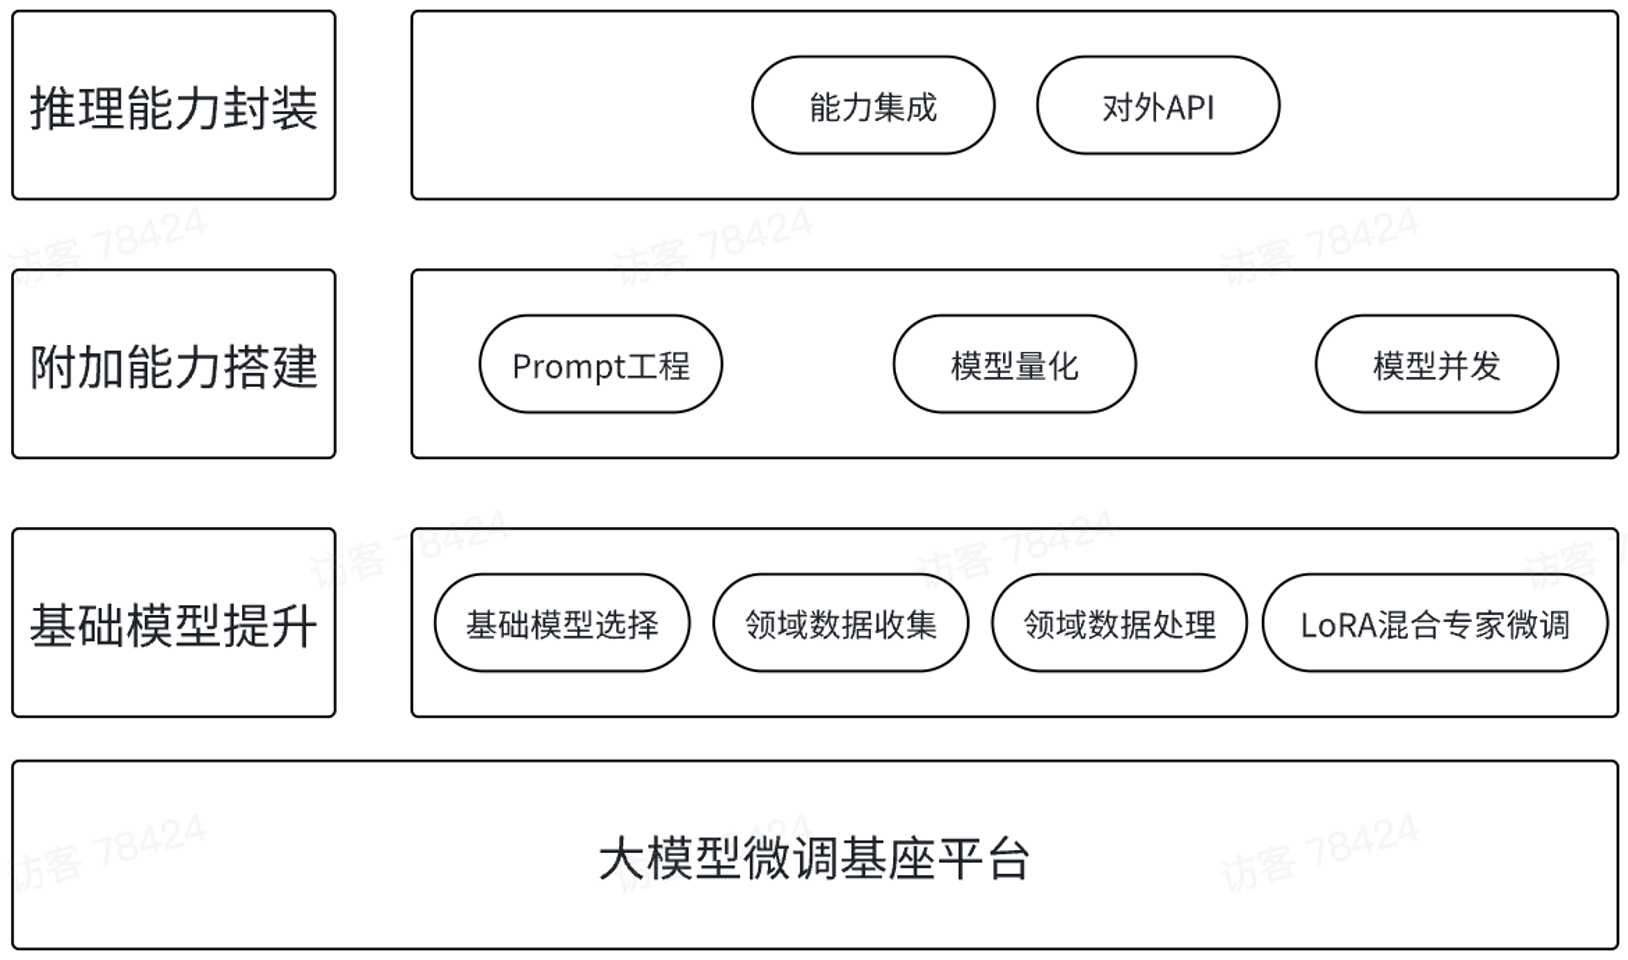 推理能力封装
能力集成
对外API
访客 78424
访客 78424
访客 78424
附加能力搭建
Prompt工程
模型量化
模型并发
访客 78424
访客 78424
访客 7
基础模型提升
基础模型选择
领域数据收集
领域数据处理
LoRA混合专家微调
大模型微调基座平台
访客 78424
访客 78424
访客 78424